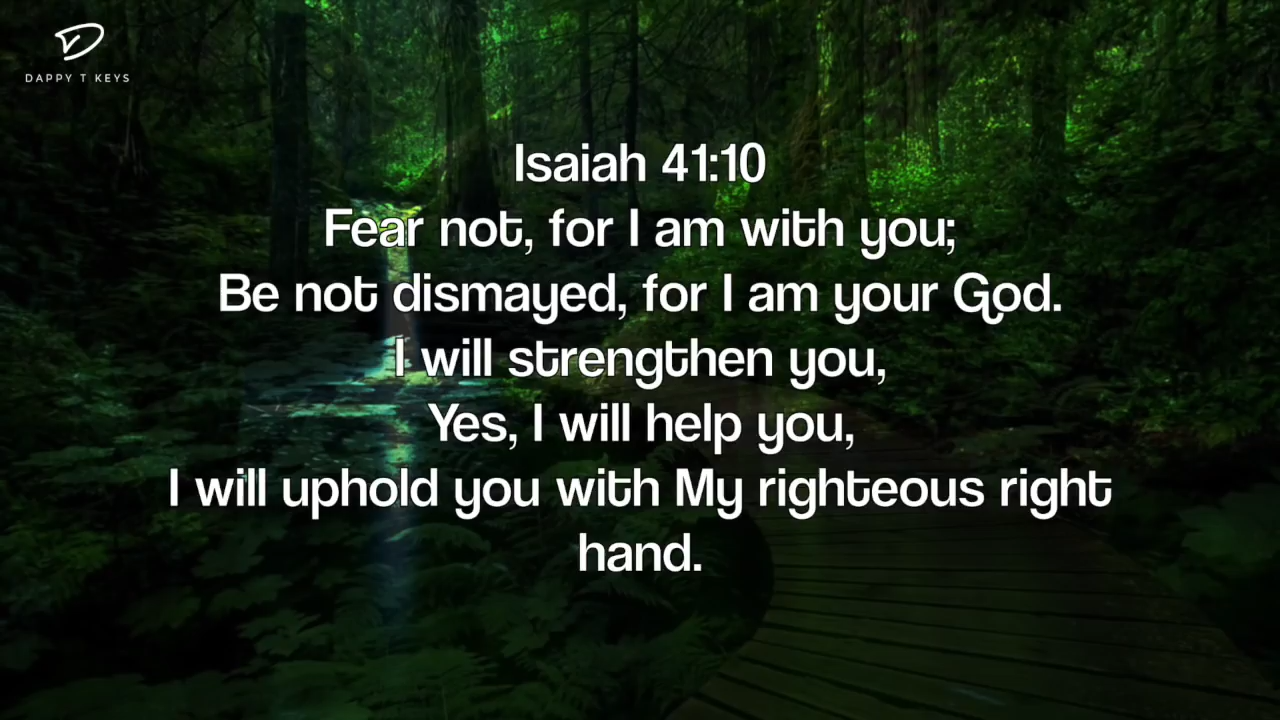 DAPPY T KEYS
Isaiah 41:10
Fear not, for I am with you;
Be not dismayed, for I am your God.
I will strengthen you,
Yes, I will help you,
I will uphold you with My righteous right
hand.